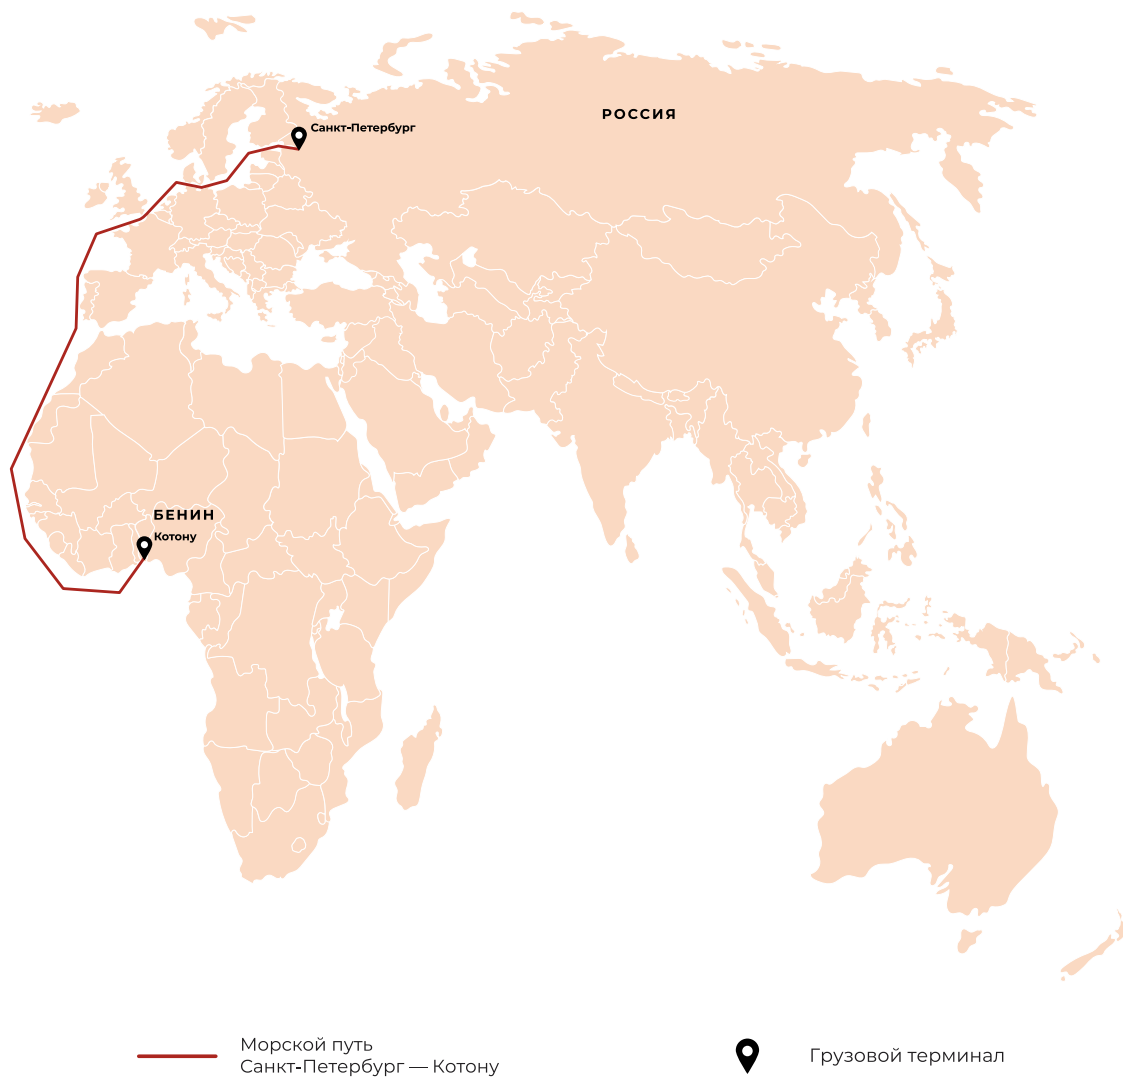 РОССИЯ
Санкт-Петербург
БЕНИН
Котону
Морской путь
Санкт-Петербург — Котону
Грузовой терминал